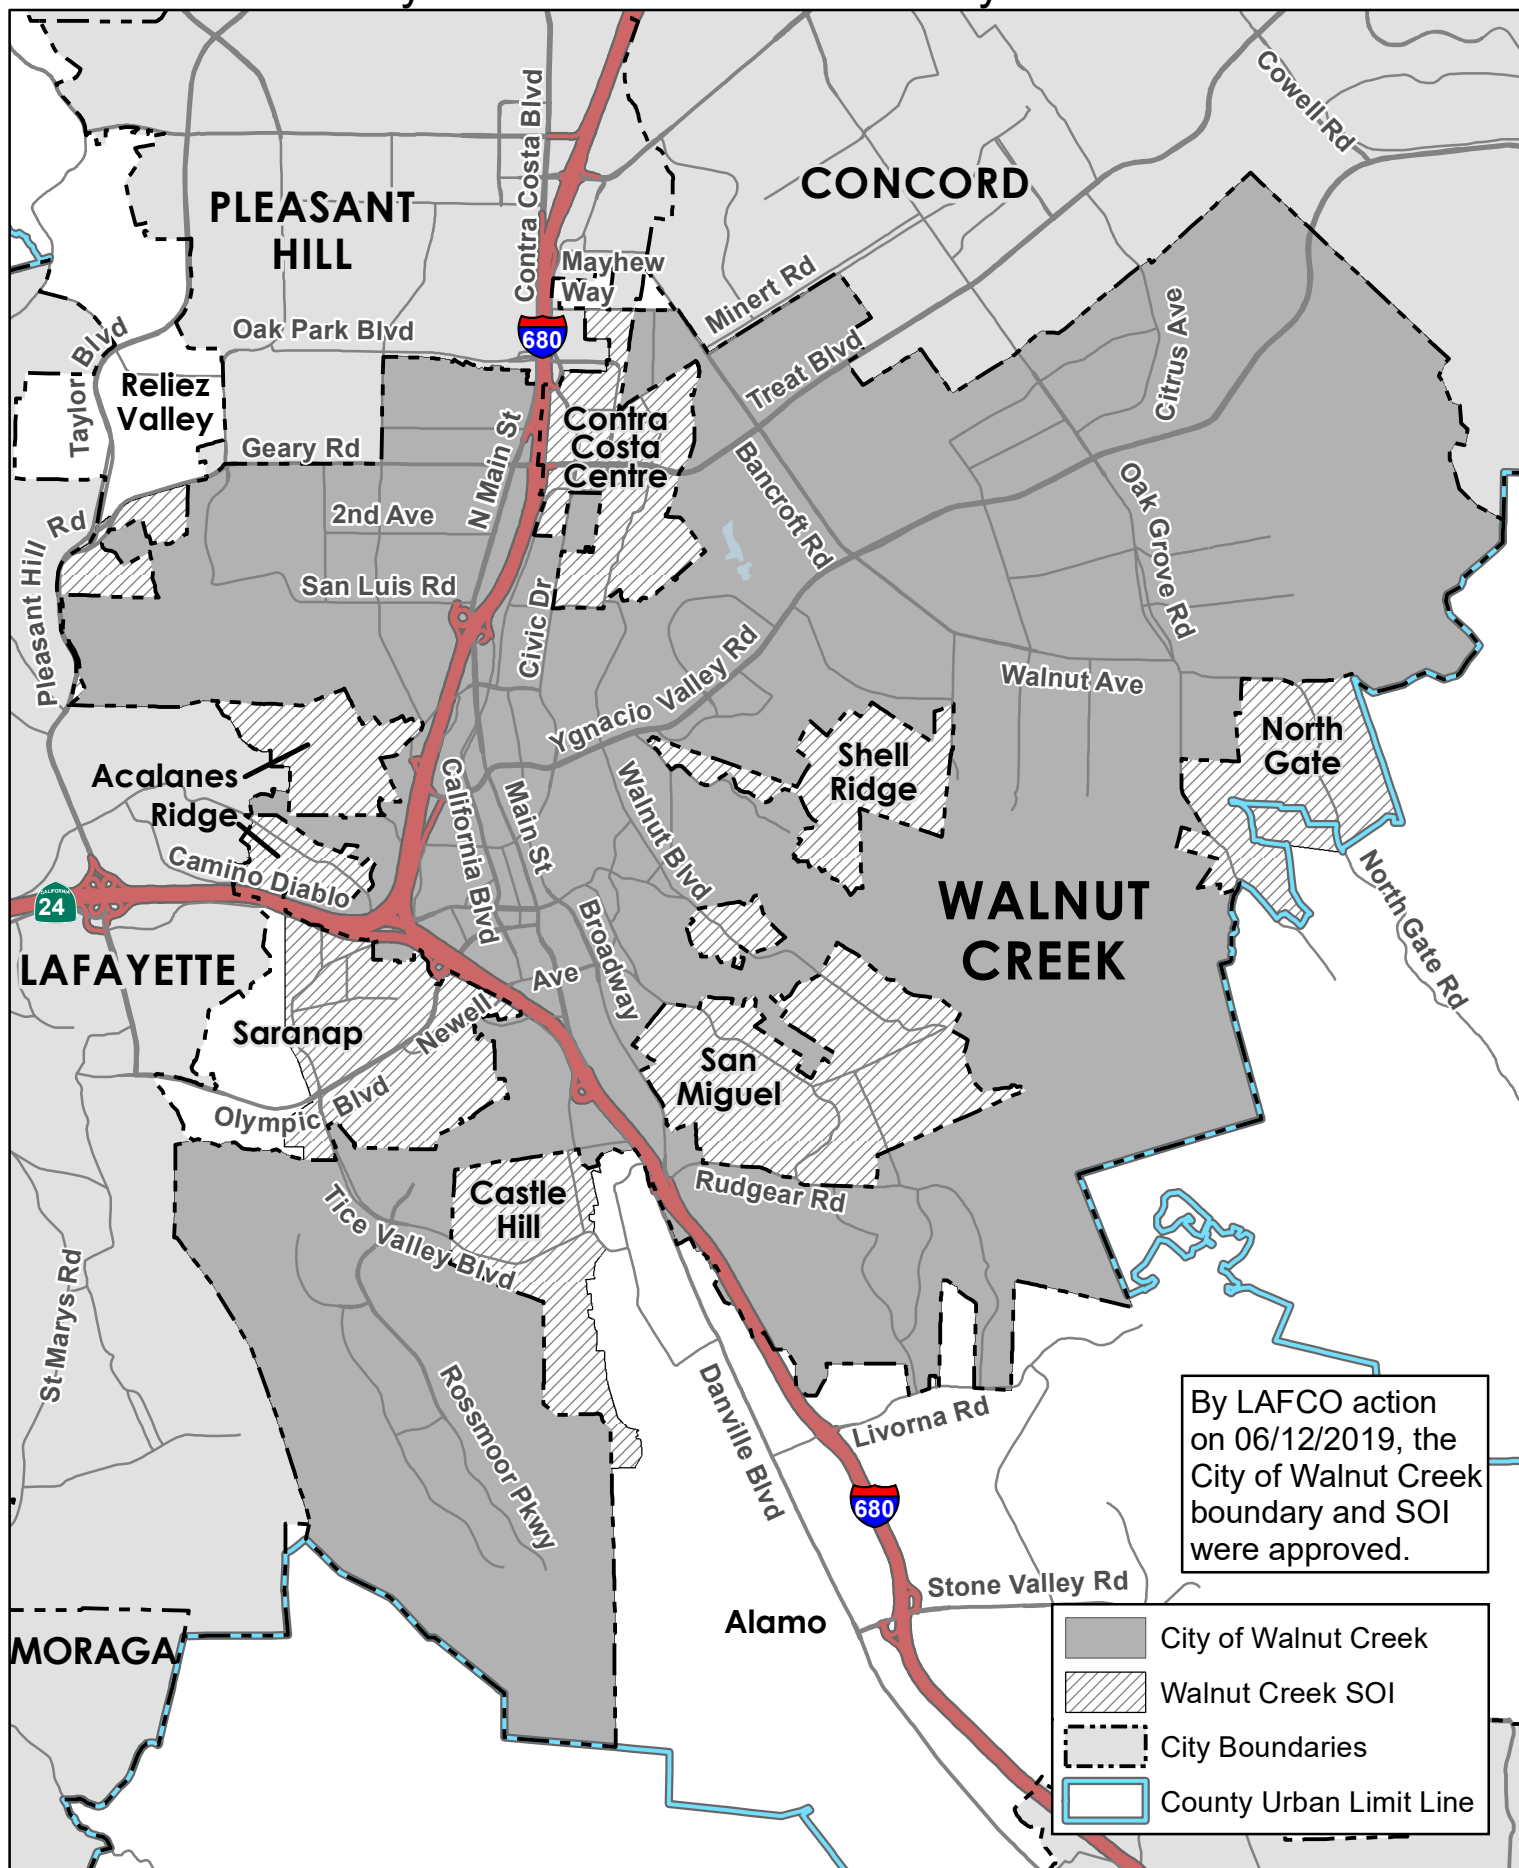 Cowell Rd
Contra Costa Blvd
CONCORD
PLEASANT
HILL
Mayhew
Way
Minert Rd
Citrus Ave
680
Oak Park Blvd
Taylor Blvd
Treat Blvd
Reliez
Valley
Contra
Costa
Centre
N Main St
Geary Rd
Bancroft Rd
Oak Grove Rd
2nd Ave
Pleasant Hill Rd
San Luis Rd
Civic Dr
Ygnacio Valley Rd
Walnut Ave
North
Gate
Shell
Ridge
Acalanes
Ridge
California Blvd
Main St
Walnut Blvd
Camino Diablo
CALIFORNIA
24
WALNUT
CREEK
North Gate Rd
Broadway
LAFAYETTE
Newell Ave
Saranap
San
Miguel
Olympic Blvd
Rudgear Rd
Castle
Hill
Tice Valley Blvd
St Marys Rd
Rossmoor Pkwy
Danville Blvd
Livorna Rd
By LAFCO action
on 06/12/2019, the
City of Walnut Creek
boundary and SOI
were approved.
680
Stone Valley Rd
Alamo
MORAGA
City of Walnut Creek
Walnut Creek SOI
City Boundaries
County Urban Limit Line